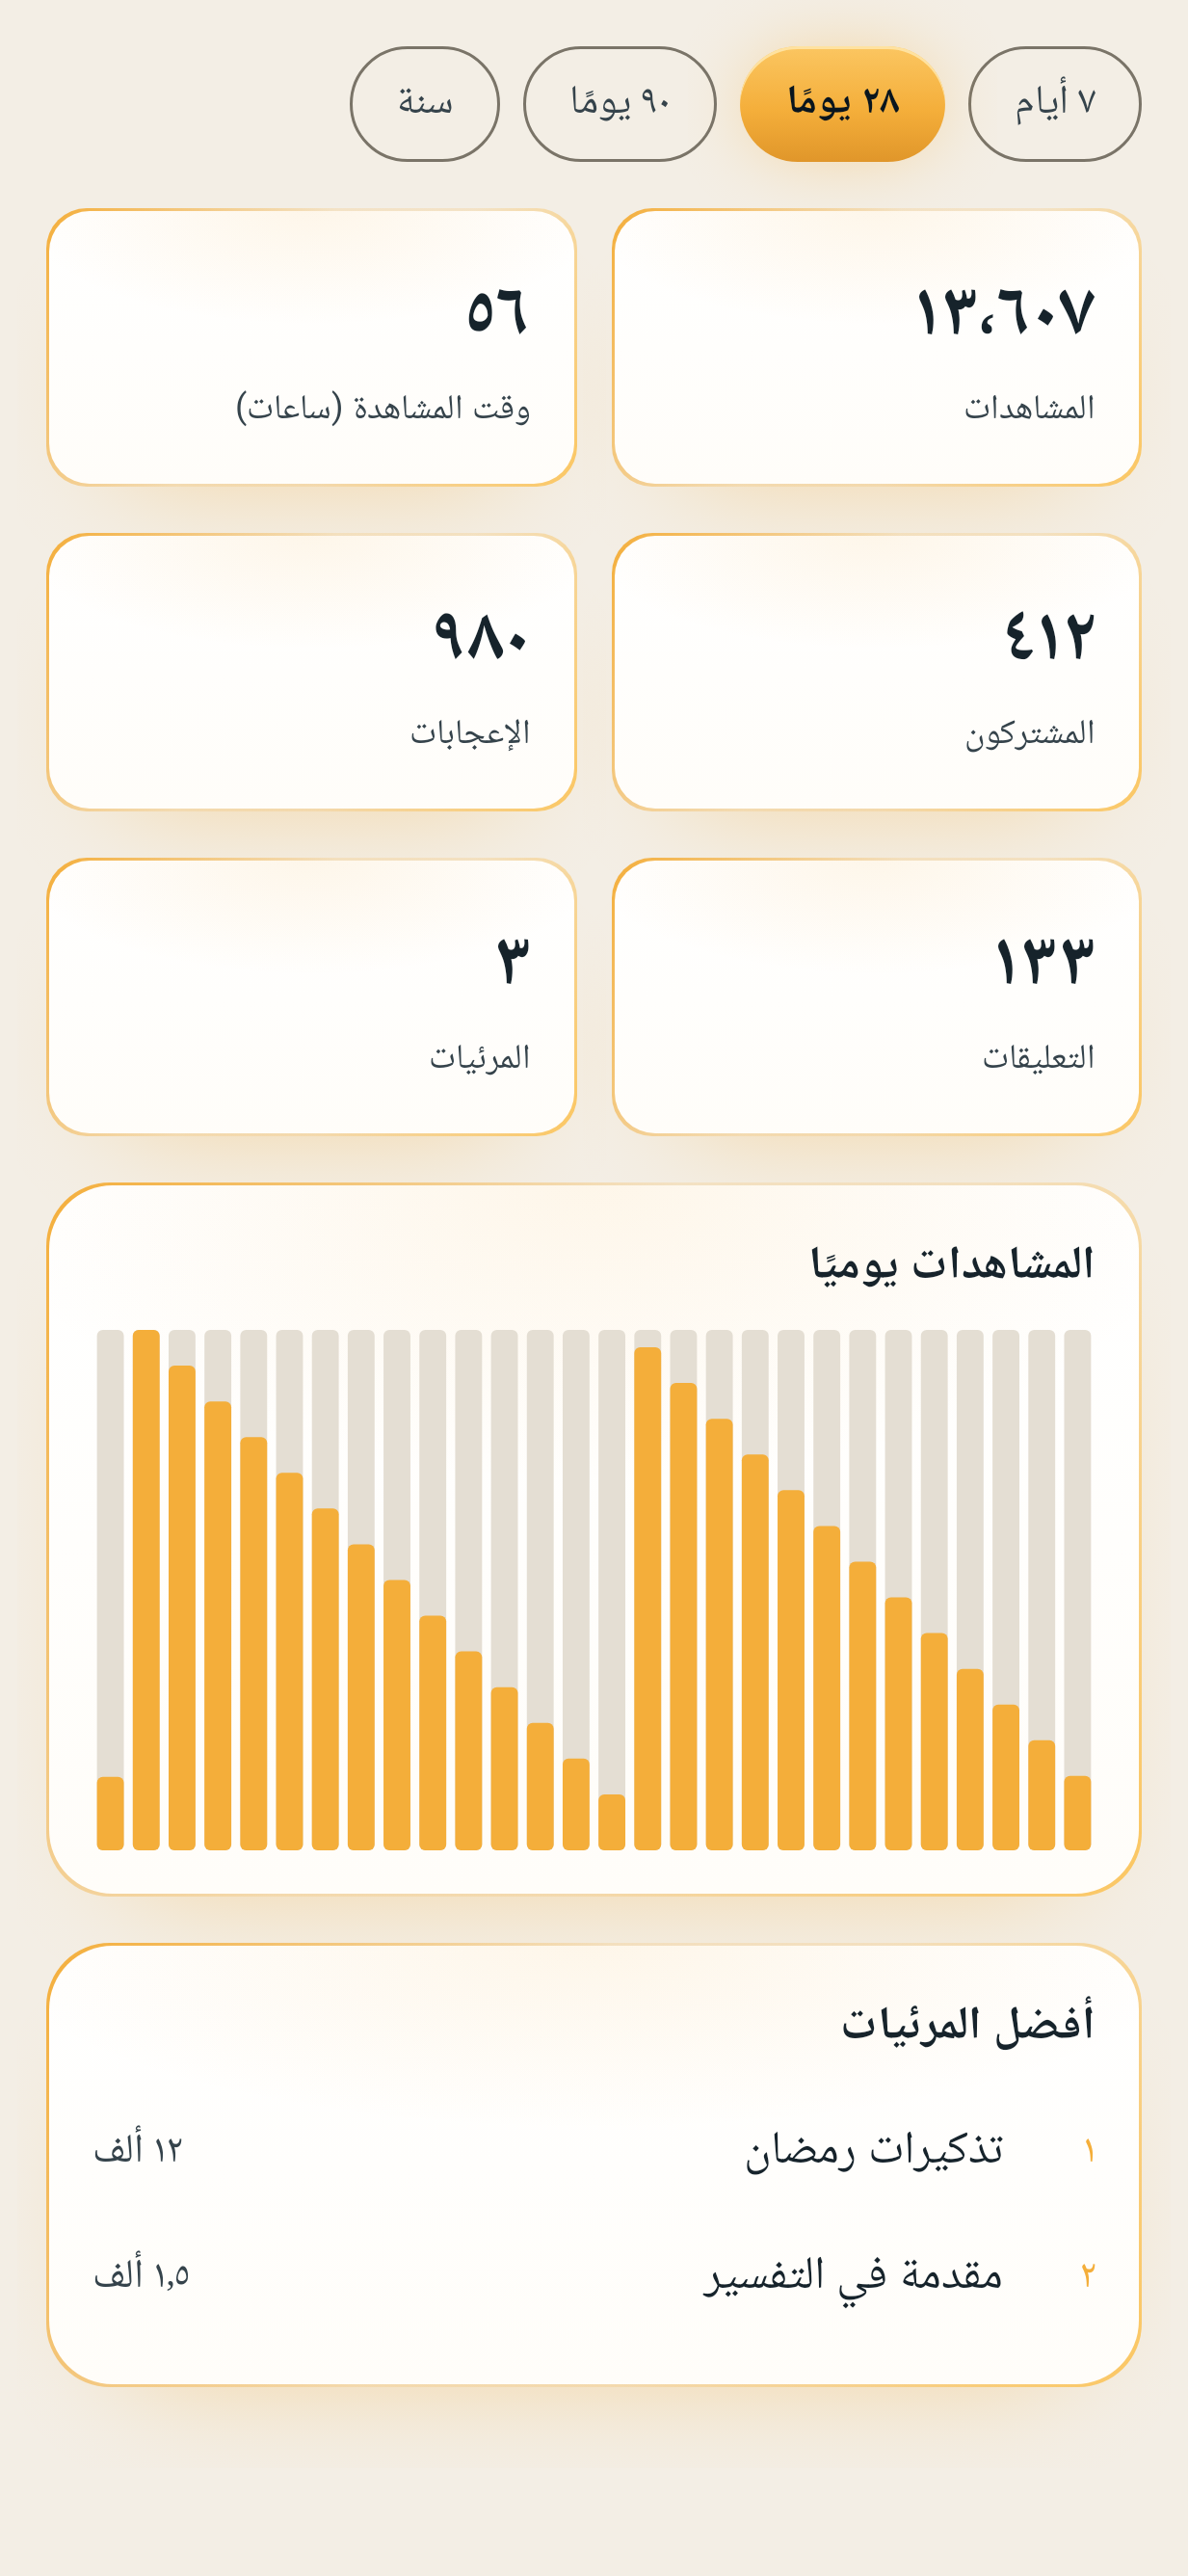 ٧ أيام
٢٨ يومًا
٩٠ يومًا
سنة
١٣،٦٠٧
المشاهدات
٥٦
وقت المشاهدة (ساعات)
٤١٢
المشتركون
٩٨٠
الإعجابات
١٣٣
التعليقات
٣
المرئيات
المشاهدات يوميًا
أفضل المرئيات
١ تذكيرات رمضان ١٢ ألف
٢ مقدمة في التفسير ١٫٥ ألف